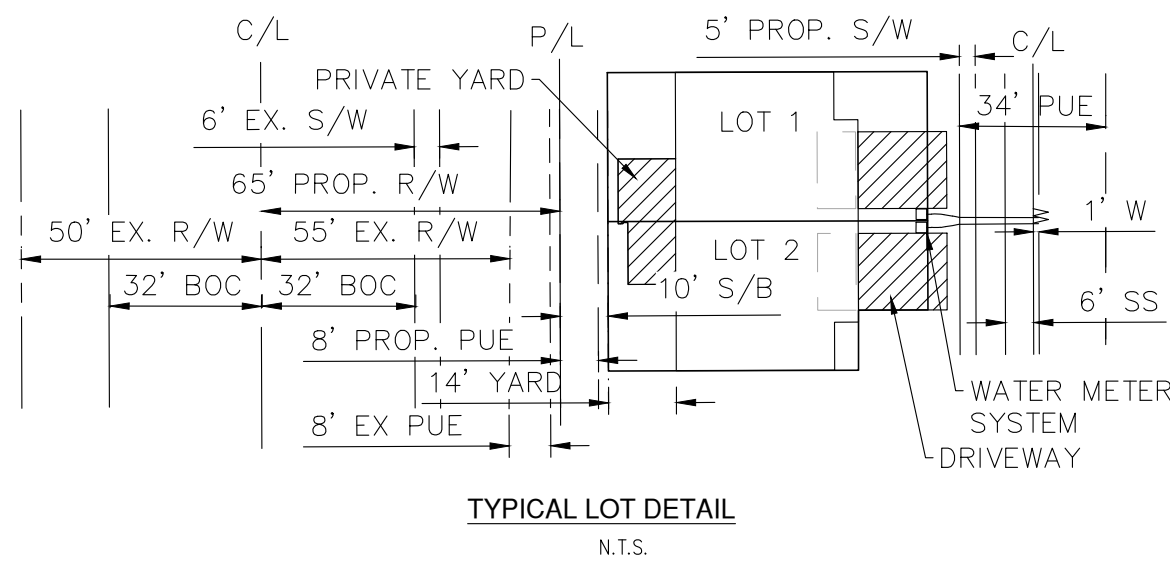 C/L
P/L
5' PROP. S/W
C/L
PRIVATE YARD
6' EX. S/W
LOT 1
34' PUE
65' PROP. R/W
50' EX. R/W
55' EX. R/W
1' W
LOT 2
32' BOC
32' BOC
10' S/B
6' SS
8' PROP. PUE
14' YARD
WATER METER
SYSTEM
8' EX PUE
DRIVEWAY
TYPICAL LOT DETAIL
N.T.S.